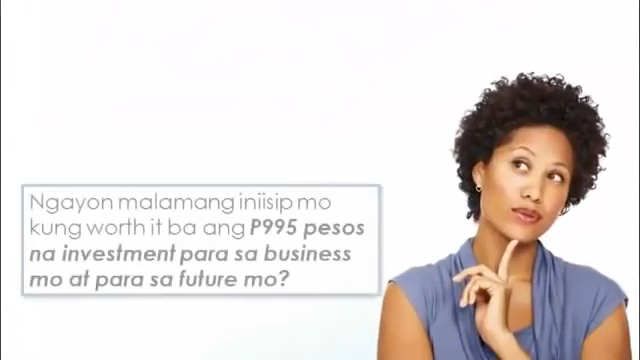 Ngayon malamang iniisip mo
kung worth it ba ang P995 pesos
na investment para sa business
mo at para sa future mo?